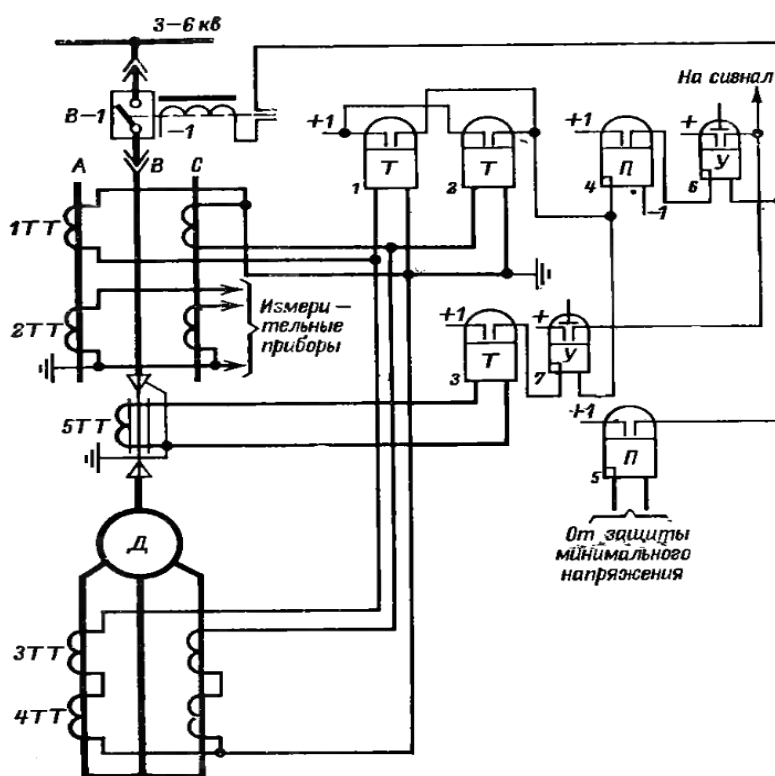 3-6 кв
На сигнал
В-1
-1
+1
+1
+
Т
Т
П
У
1
2
4
6
-1
А
В
С
1ТТ
2ТТ
Измери-
тельные
приборы
+1
+
Т
У
3
7
5ТТ
+1
П
5
Д
От защиты
минимального
напряжения
3ТТ
4ТТ